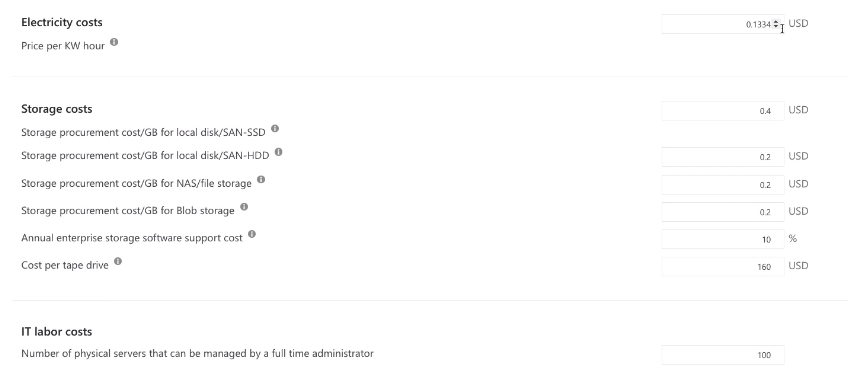 Electricity costs
0.1334 USD
Price per KW hour
Storage costs
0.4 USD
Storage procurement cost/GB for local disk/SAN-SSD
Storage procurement cost/GB for local disk/SAN-HDD 0.2 USD
Storage procurement cost/GB for NAS/file storage 0.2 USD
Storage procurement cost/GB for Blob storage 0.2 USD
Annual enterprise storage software support cost 10 %
Cost per tape drive 160 USD
IT labor costs
Number of physical servers that can be managed by a full time administrator 100